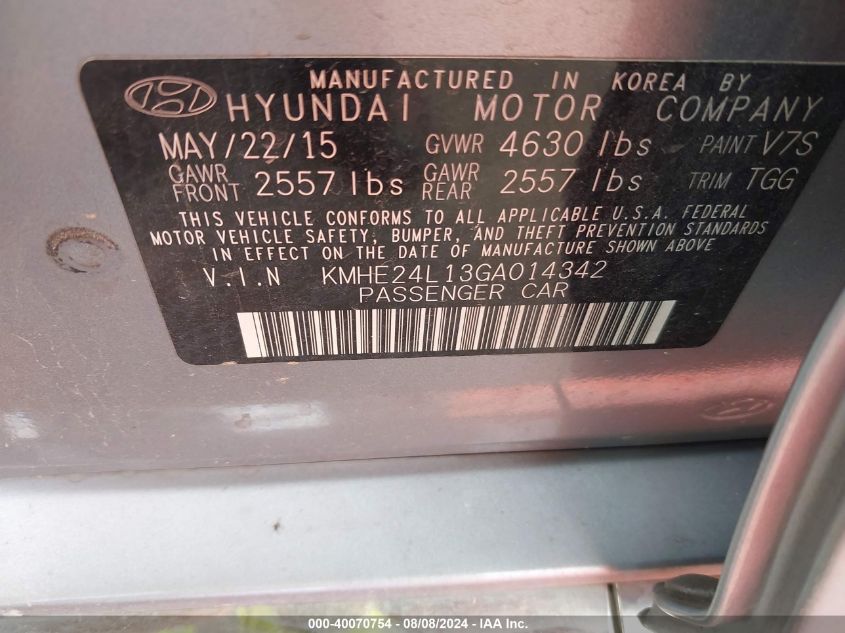 MANUFACTURED IN KOREA BY
HYUNDAI MOTOR COMPANY
MAY/22/15 GVWR 4630 lbs PAINT V7S
GAWR FRONT 2557 lbs GAWR REAR 2557 lbs TRIM TGG
THIS VEHICLE CONFORMS TO ALL APPLICABLE U.S.A. FEDERAL
MOTOR VEHICLE SAFETY, BUMPER, AND THEFT PREVENTION STANDARDS
IN EFFECT ON THE DATE OF MANUFACTURE SHOWN ABOVE
V.I.N KMHE24L13GA014342
PASSENGER CAR
000-40070754 - 08/08/2024 - IAA Inc.